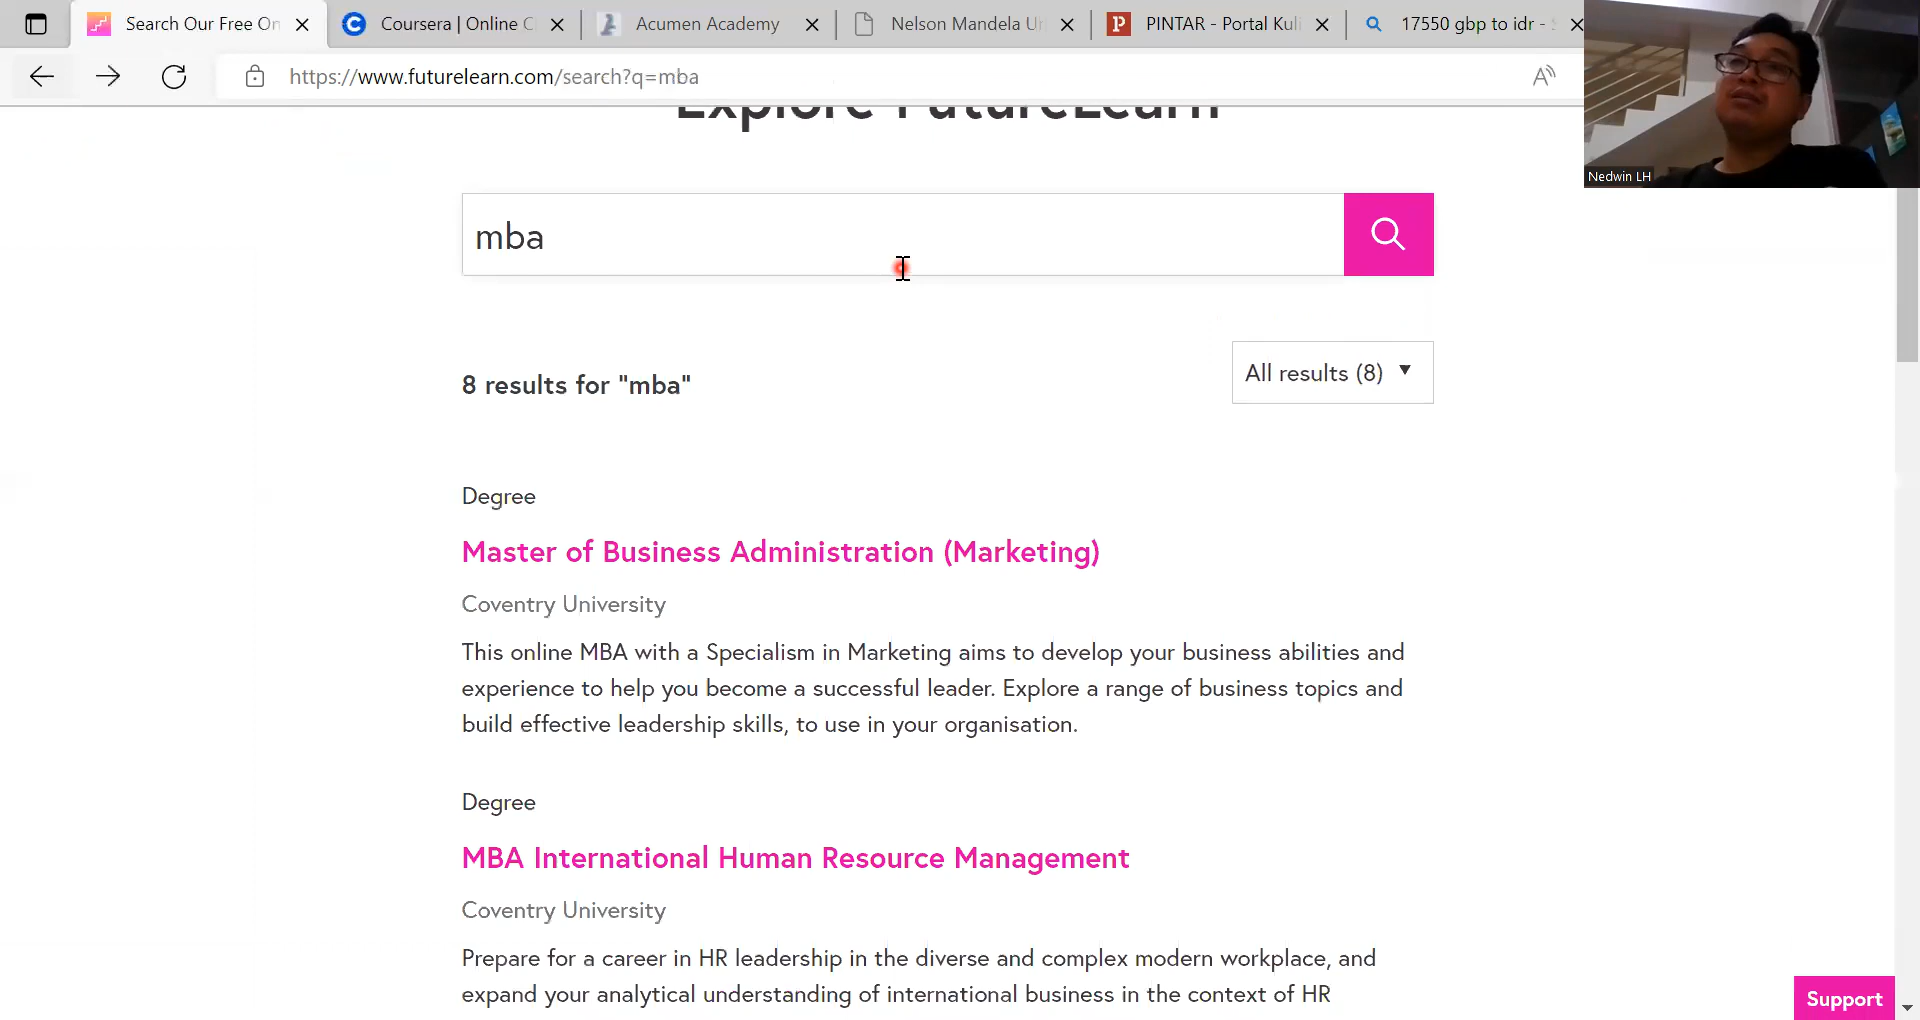 Search Our Free On
Coursera | Online C
Acumen Academy
Nelson Mandela Un
PINTAR - Portal Kuli
17550 gbp to idr -
https://www.futurelearn.com/search?q=mba
Nedwin LH
Explore FutureLearn
mba
8 results for "mba"
All results (8)
Degree
Master of Business Administration (Marketing)
Coventry University
This online MBA with a Specialism in Marketing aims to develop your business abilities and
experience to help you become a successful leader. Explore a range of business topics and
build effective leadership skills, to use in your organisation.
Degree
MBA International Human Resource Management
Coventry University
Prepare for a career in HR leadership in the diverse and complex modern workplace, and
expand your analytical understanding of international business in the context of HR
Support